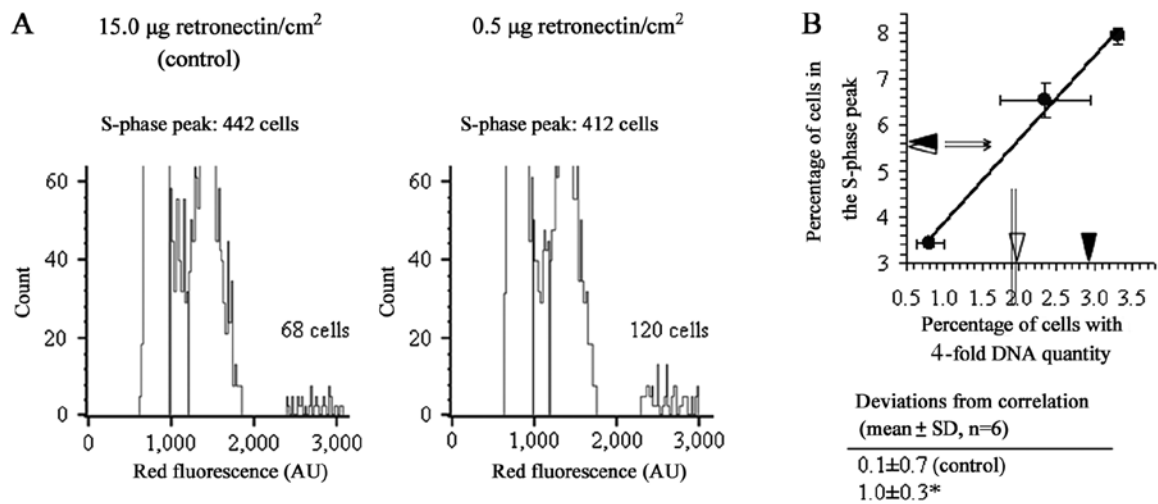 A
15.0 µg retronectin/cm²
(control)
0.5 µg retronectin/cm²
S-phase peak: 442 cells
S-phase peak: 412 cells
Count
60
40
20
0
68 cells
0
1,000
2,000
3,000
Red fluorescence (AU)
Count
60
40
20
0
120 cells
0
1,000
2,000
3,000
Red fluorescence (AU)
B
Percentage of cells in
the S-phase peak
8
7
6
5
4
3
0.5
1.0
1.5
2.0
2.5
3.0
3.5
Percentage of cells with
4-fold DNA quantity
Deviations from correlation
(mean ± SD, n=6)
0.1±0.7 (control)
1.0±0.3*